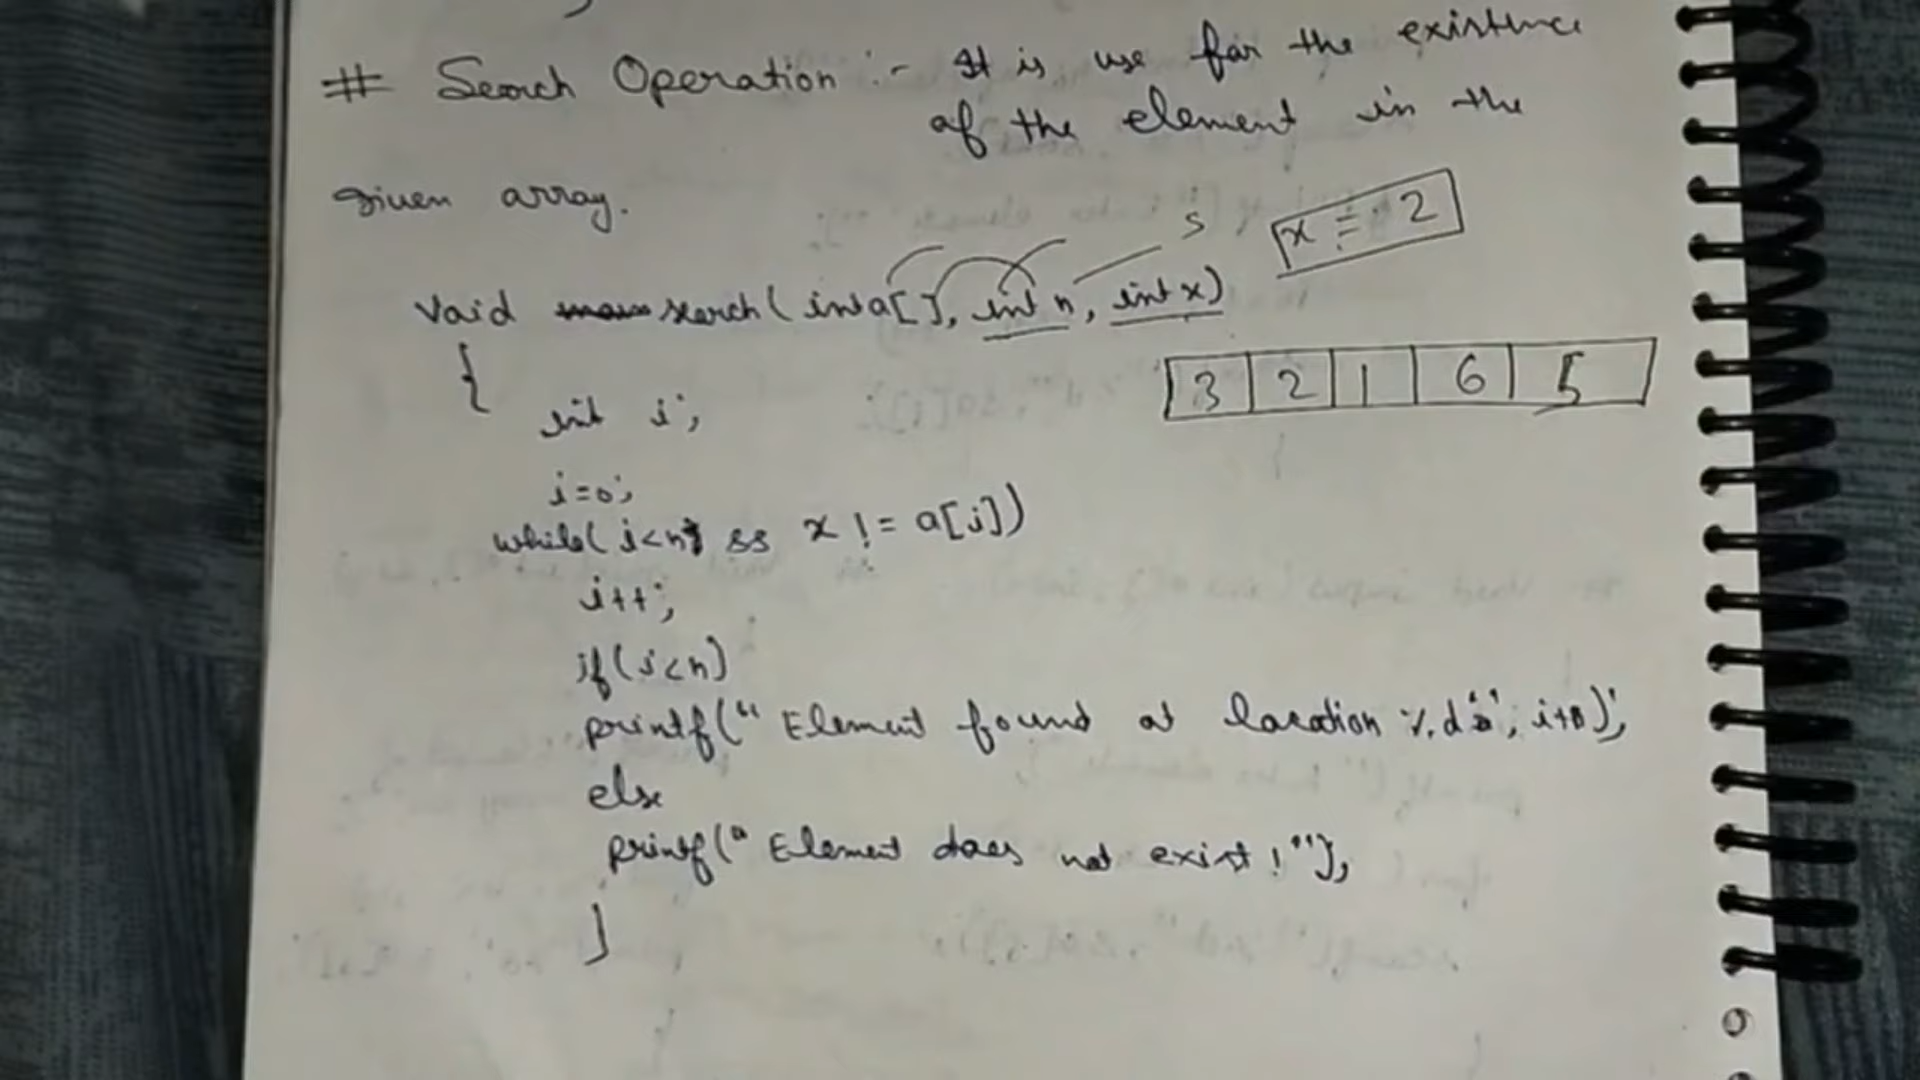 # Search Operation :- It is use for the existence
of the element in the
given array.
x = 2
5
void search(int a[], int n, int x)
{
3 2 1 6 5
int i;
i=0;
while(i<n && x != a[i])
i++;
if(i<n)
printf("Element found at location %d", i+1);
else
printf("Element does not exist!");
}